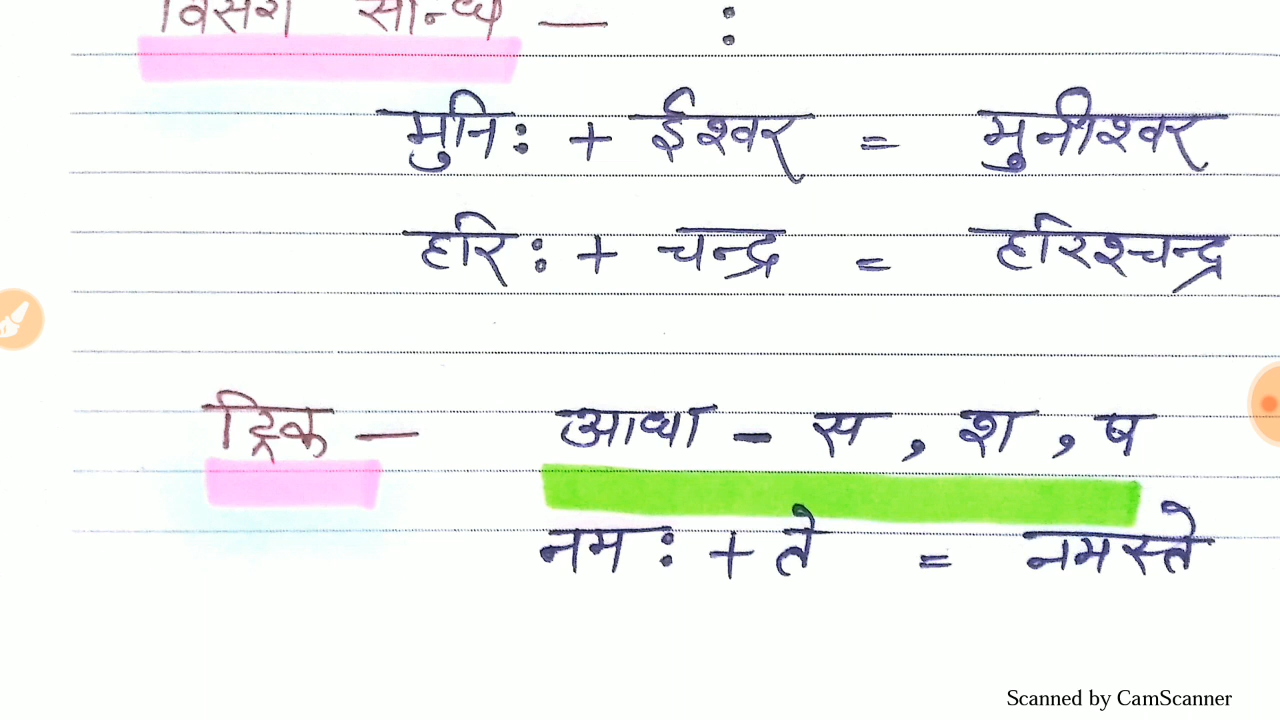 विसर्ग सन्धि — :
मुनिः + ईश्वर = मुनीश्वर
हरिः + चन्द्र = हरिश्चन्द्र
ट्रिक — आधा - स , श , ष
नमः + ते = नमस्ते
Scanned by CamScanner